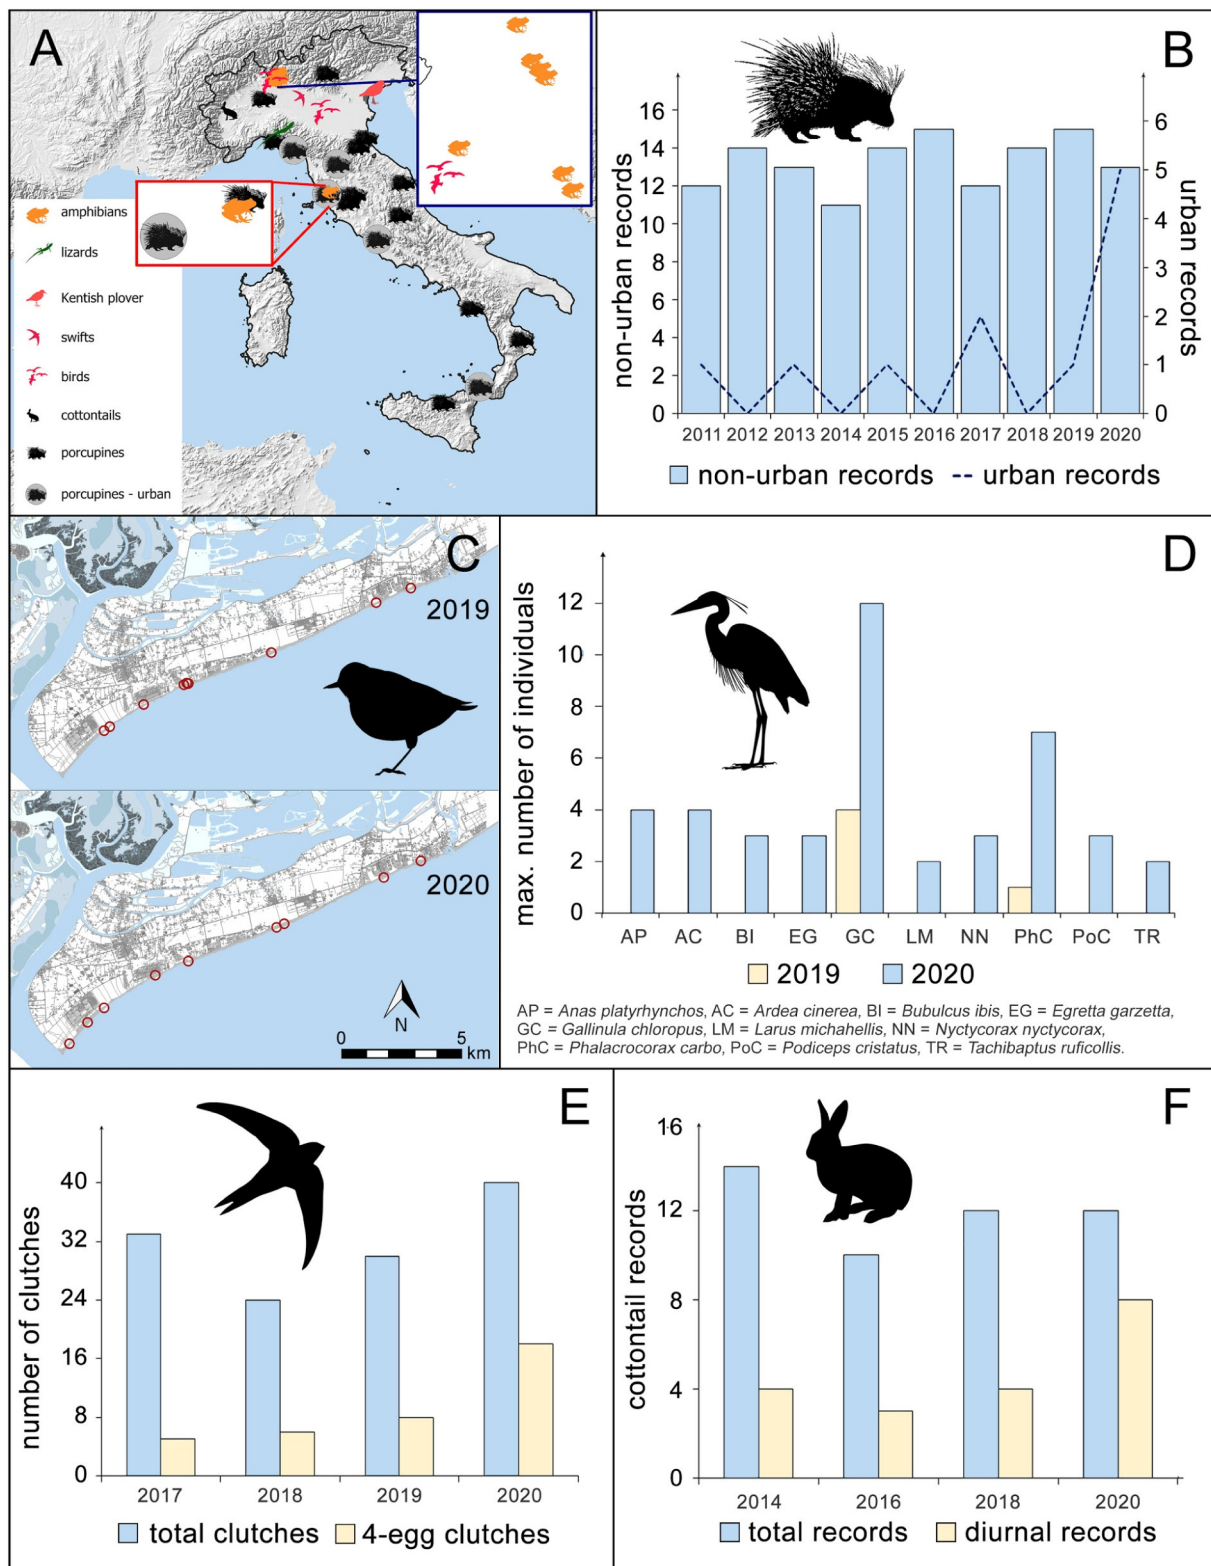 A
amphibians
lizards
Kentish plover
swifts
birds
cottontails
porcupines
porcupines - urban
B
non-urban records
16
14
12
10
8
6
4
2
0
urban records
6
5
4
3
2
1
0
2011 2012 2013 2014 2015 2016 2017 2018 2019 2020
non-urban records urban records
C
2019
2020
N
0 5
km
D
max. number of individuals
12
10
8
6
4
2
0
AP AC BI EG GC LM NN PhC PoC TR
2019 2020
AP = Anas platyrhynchos, AC = Ardea cinerea, BI = Bubulcus ibis, EG = Egretta garzetta,
GC = Gallinula chloropus, LM = Larus michahellis, NN = Nyctycorax nyctycorax,
PhC = Phalacrocorax carbo, PoC = Podiceps cristatus, TR = Tachibaptus ruficollis.
E
number of clutches
40
32
24
16
8
0
2017 2018 2019 2020
total clutches 4-egg clutches
F
cottontail records
16
12
8
4
0
2014 2016 2018 2020
total records diurnal records